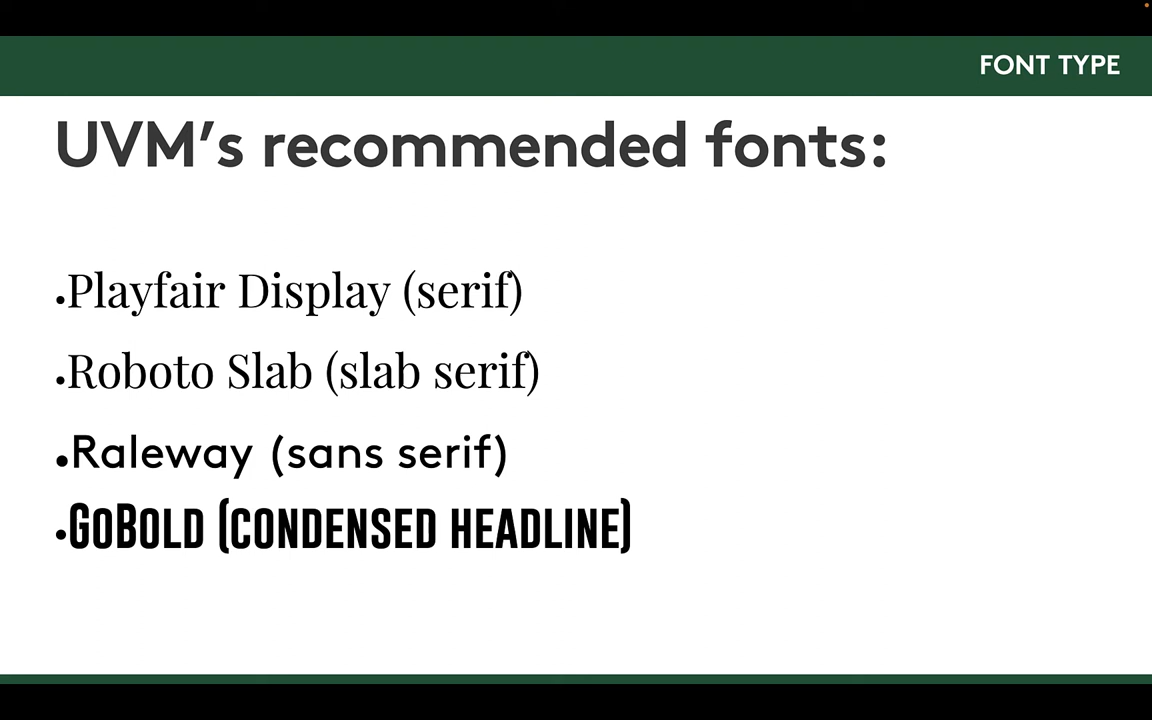 FONT TYPE
UVM’s recommended fonts:
•Playfair Display (serif)
•Roboto Slab (slab serif)
•Raleway (sans serif)
•GoBold (condensed headline)